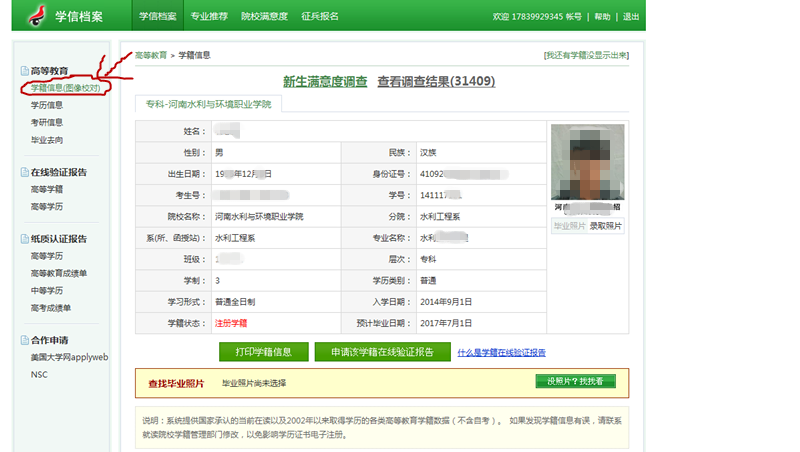 学信档案
学信档案 专业推荐 院校满意度 征兵报名
欢迎 17839929345 帐号 | 帮助 | 退出
高等教育
学籍信息(图像校对)
学历信息
考研信息
毕业去向
在线验证报告
高等学籍
高等学历
纸质认证报告
高等学历
高等教育成绩单
中等学历
高考成绩单
合作申请
美国大学网applyweb
NSC
高等教育 > 学籍信息
[我还有学籍没显示出来]
新生满意度调查 查看调查结果(31409)
专科-河南水利与环境职业学院
姓名：
性别： 男 民族： 汉族
出生日期： 19 年12月 日 身份证号： 41092
考生号： 学号： 14111
院校名称： 河南水利与环境职业学院 分院： 水利工程系
系(所、函授站)： 水利工程系 专业名称： 水利
班级： 层次： 专科
学制： 3 学历类别： 普通
学习形式： 普通全日制 入学日期： 2014年9月1日
学籍状态： 注册学籍 预计毕业日期： 2017年7月1日
河南
毕业照片 录取照片
打印学籍信息 申请该学籍在线验证报告 什么是学籍在线验证报告
查找毕业照片 毕业照片尚未选择 没照片？找找看
说明：系统提供国家承认的当前在读以及2002年以来取得学历的各类高等教育学籍数据（不含自考）。 如果发现学籍信息有误，请联系
就读院校学籍管理部门修改，以免影响学历证书电子注册。